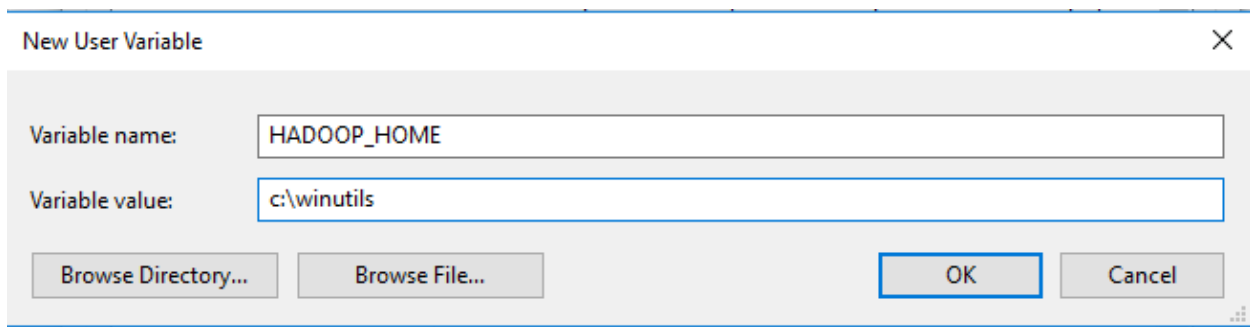 New User Variable
Variable name: HADOOP_HOME
Variable value: c:\winutils
Browse Directory... Browse File... OK Cancel